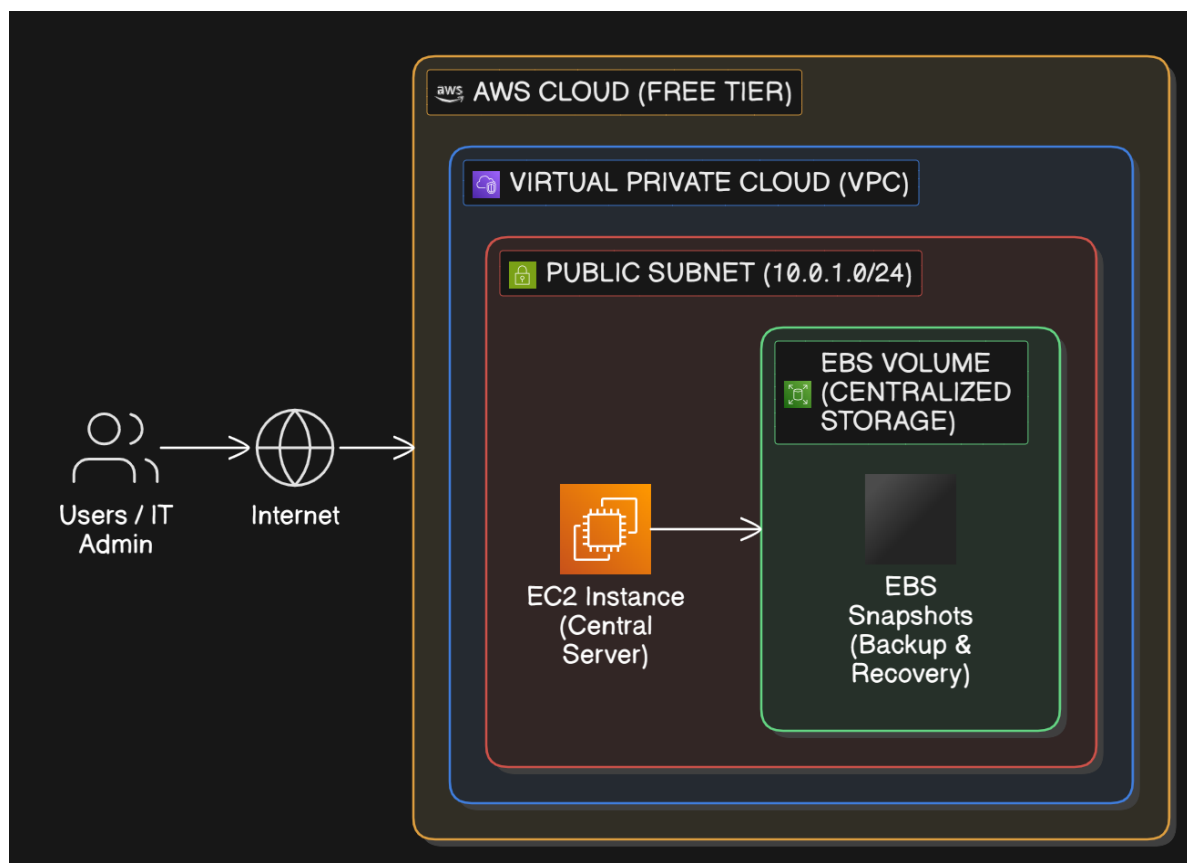 aws AWS CLOUD (FREE TIER)
VIRTUAL PRIVATE CLOUD (VPC)
PUBLIC SUBNET (10.0.1.0/24)
EBS VOLUME
(CENTRALIZED
STORAGE)
Users / IT
Admin
Internet
EC2 Instance
(Central
Server)
EBS
Snapshots
(Backup &
Recovery)